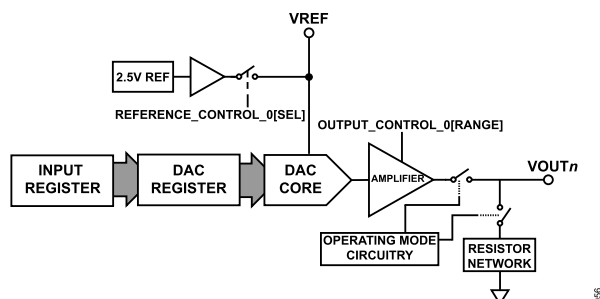 VREF
2.5V REF
REFERENCE_CONTROL_0[SEL]
OUTPUT_CONTROL_0[RANGE]
INPUT
REGISTER
DAC
REGISTER
DAC
CORE
AMPLIFIER
VOUTn
OPERATING MODE
CIRCUITRY
RESISTOR
NETWORK